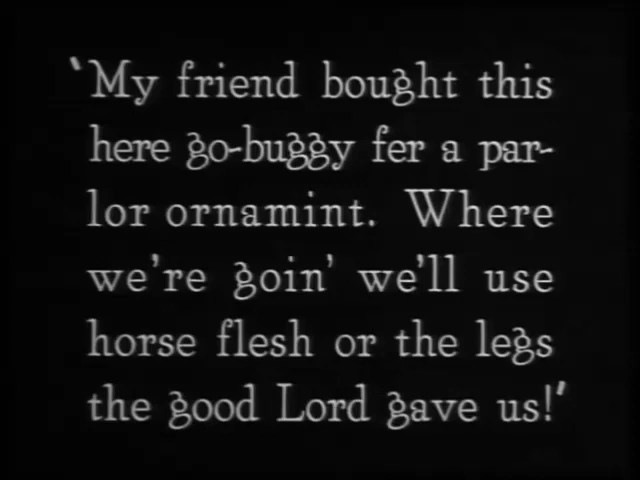 'My friend bought this
here go-buggy fer a par-
lor ornamint. Where
we're goin' we'll use
horse flesh or the legs
the good Lord gave us!'